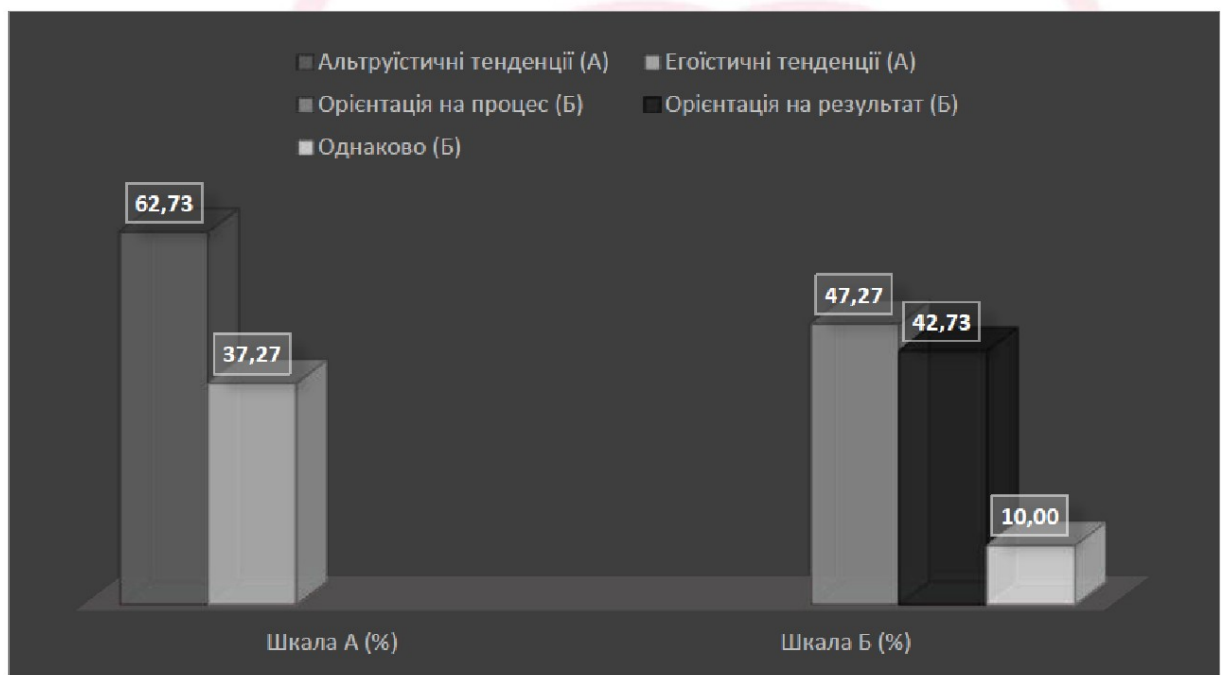 Альтруїстичні тенденції (А) Егоїстичні тенденції (А)
Орієнтація на процес (Б) Орієнтація на результат (Б)
Однаково (Б)
62,73
37,27
47,27
42,73
10,00
Шкала А (%) Шкала Б (%)